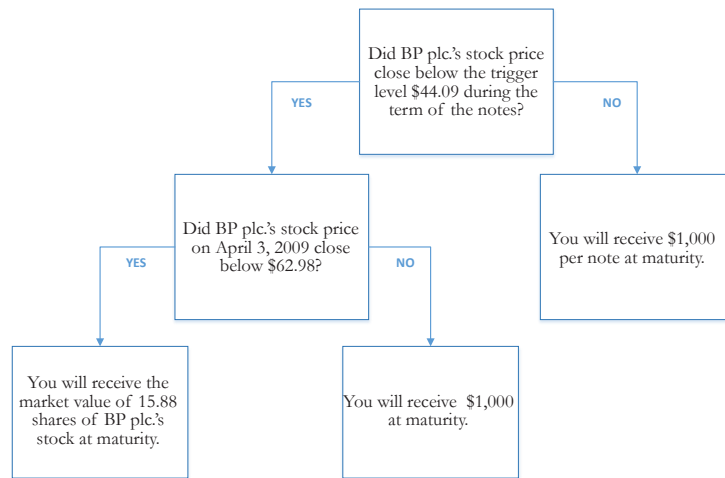 Did BP plc.'s stock price
close below the trigger
level $44.09 during the
term of the notes?
YES
NO
Did BP plc.'s stock price
on April 3, 2009 close
below $62.98?
You will receive $1,000
per note at maturity.
YES
NO
You will receive the
market value of 15.88
shares of BP plc.'s
stock at maturity.
You will receive $1,000
at maturity.